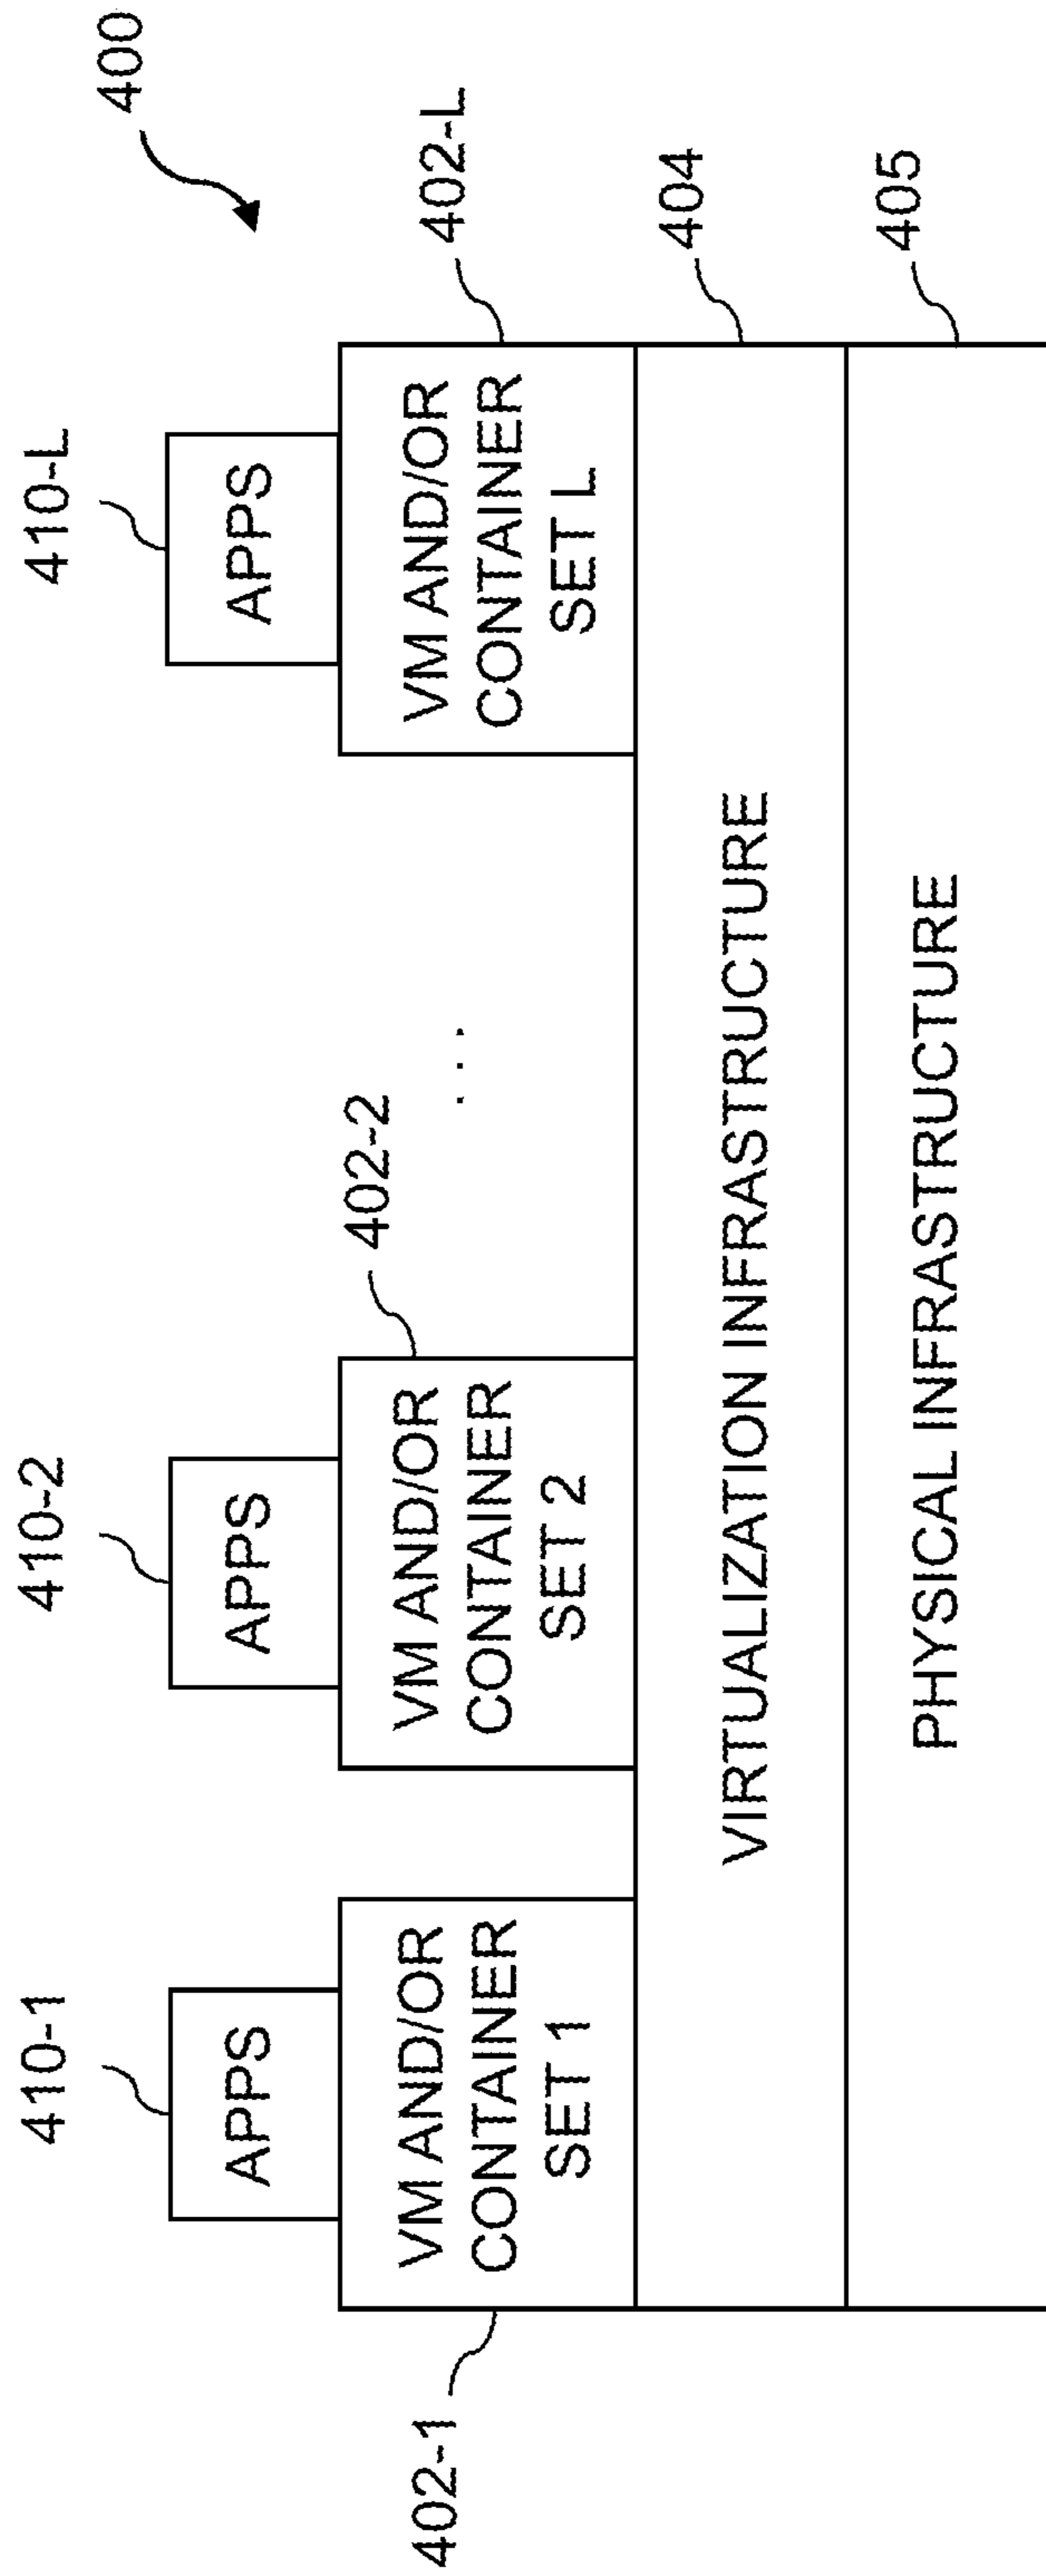 400
410-1
410-2
410-L
APPS
APPS
APPS
402-2
402-1
VM AND/OR
CONTAINER
SET 1
VM AND/OR
CONTAINER
SET 2
. . .
VM AND/OR
CONTAINER
SET L
402-L
VIRTUALIZATION INFRASTRUCTURE
404
PHYSICAL INFRASTRUCTURE
405